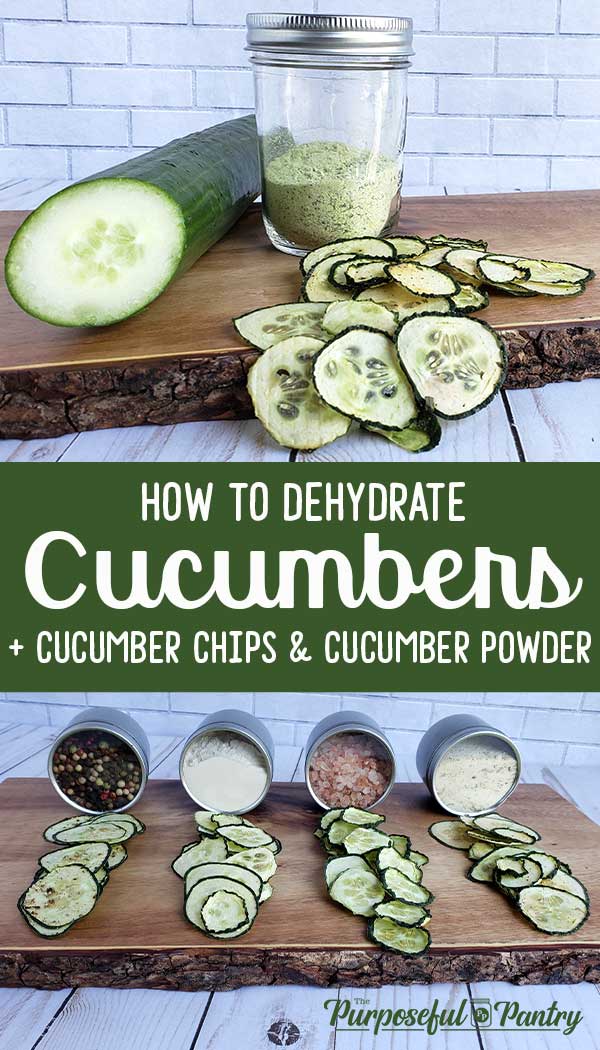 HOW TO DEHYDRATE
Cucumbers
+ CUCUMBER CHIPS & CUCUMBER POWDER
The
PURPOSEFUL PANTRY